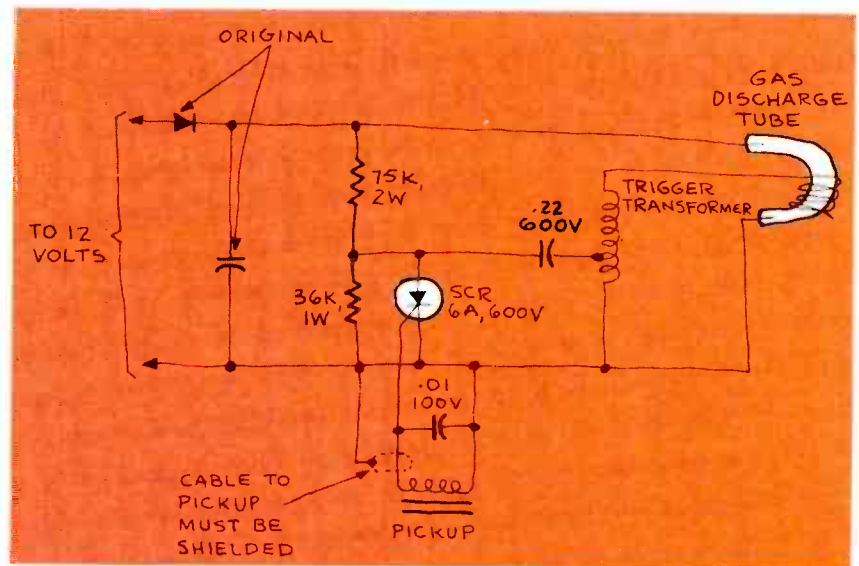 ORIGINAL
GAS
DISCHARGE
TUBE
75K,
2W
TRIGGER
TRANSFORMER
.22
600V
TO 12
VOLTS
36K,
1W
SCR
6A, 600V
.01
100V
CABLE TO
PICKUP
MUST BE
SHIELDED
PICKUP